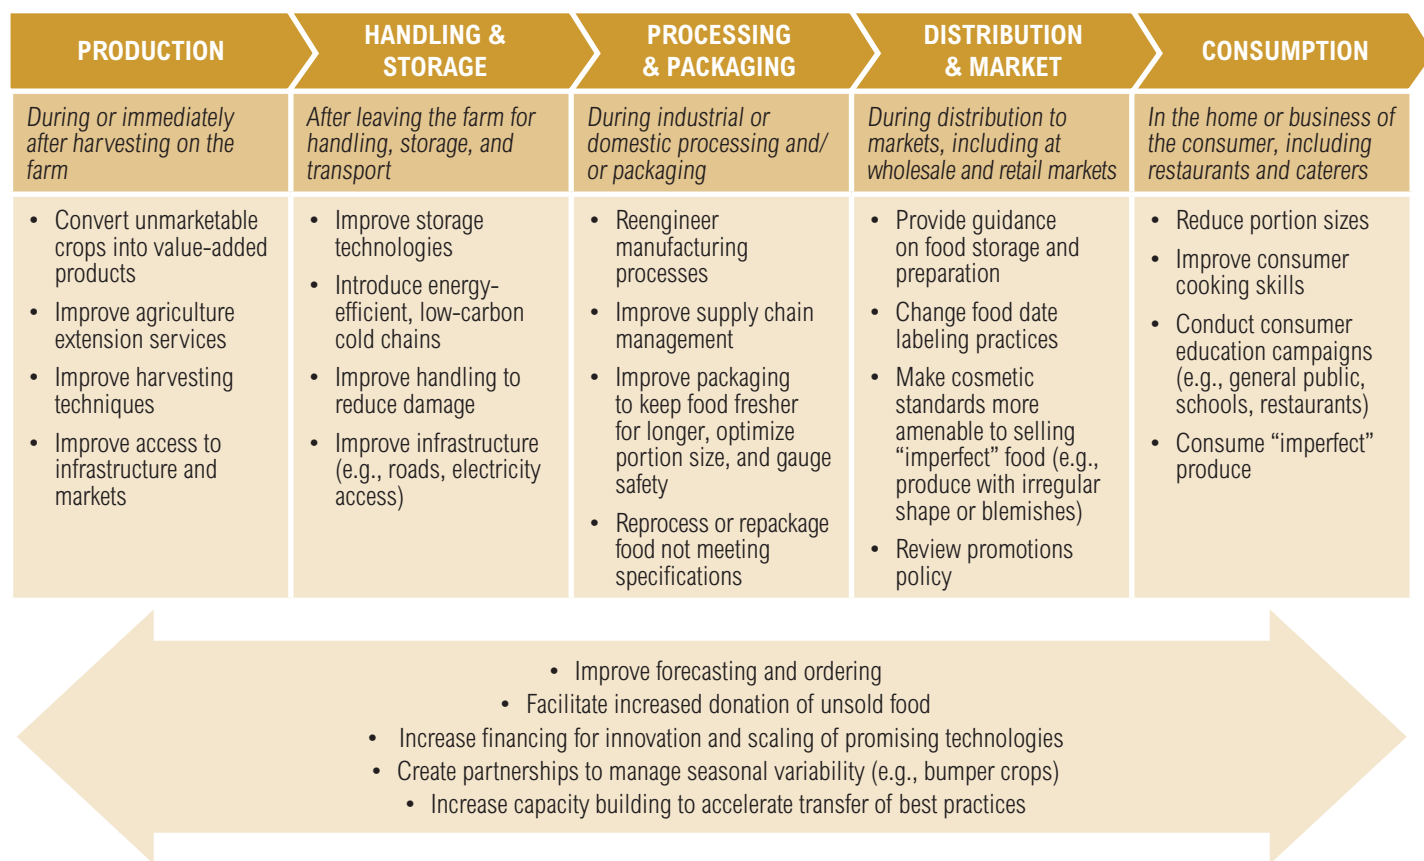 PRODUCTION
HANDLING &
STORAGE
PROCESSING
& PACKAGING
DISTRIBUTION
& MARKET
CONSUMPTION
During or immediately
after harvesting on the
farm
After leaving the farm for
handling, storage, and
transport
During industrial or
domestic processing and/
or packaging
During distribution to
markets, including at
wholesale and retail markets
In the home or business of
the consumer, including
restaurants and caterers
• Convert unmarketable
crops into value-added
products
• Improve agriculture
extension services
• Improve harvesting
techniques
• Improve access to
infrastructure and
markets
• Improve storage
technologies
• Introduce energy-
efficient, low-carbon
cold chains
• Improve handling to
reduce damage
• Improve infrastructure
(e.g., roads, electricity
access)
• Reengineer
manufacturing
processes
• Improve supply chain
management
• Improve packaging
to keep food fresher
for longer, optimize
portion size, and gauge
safety
• Reprocess or repackage
food not meeting
specifications
• Provide guidance
on food storage and
preparation
• Change food date
labeling practices
• Make cosmetic
standards more
amenable to selling
“imperfect” food (e.g.,
produce with irregular
shape or blemishes)
• Review promotions
policy
• Reduce portion sizes
• Improve consumer
cooking skills
• Conduct consumer
education campaigns
(e.g., general public,
schools, restaurants)
• Consume “imperfect”
produce
• Improve forecasting and ordering
• Facilitate increased donation of unsold food
• Increase financing for innovation and scaling of promising technologies
• Create partnerships to manage seasonal variability (e.g., bumper crops)
• Increase capacity building to accelerate transfer of best practices